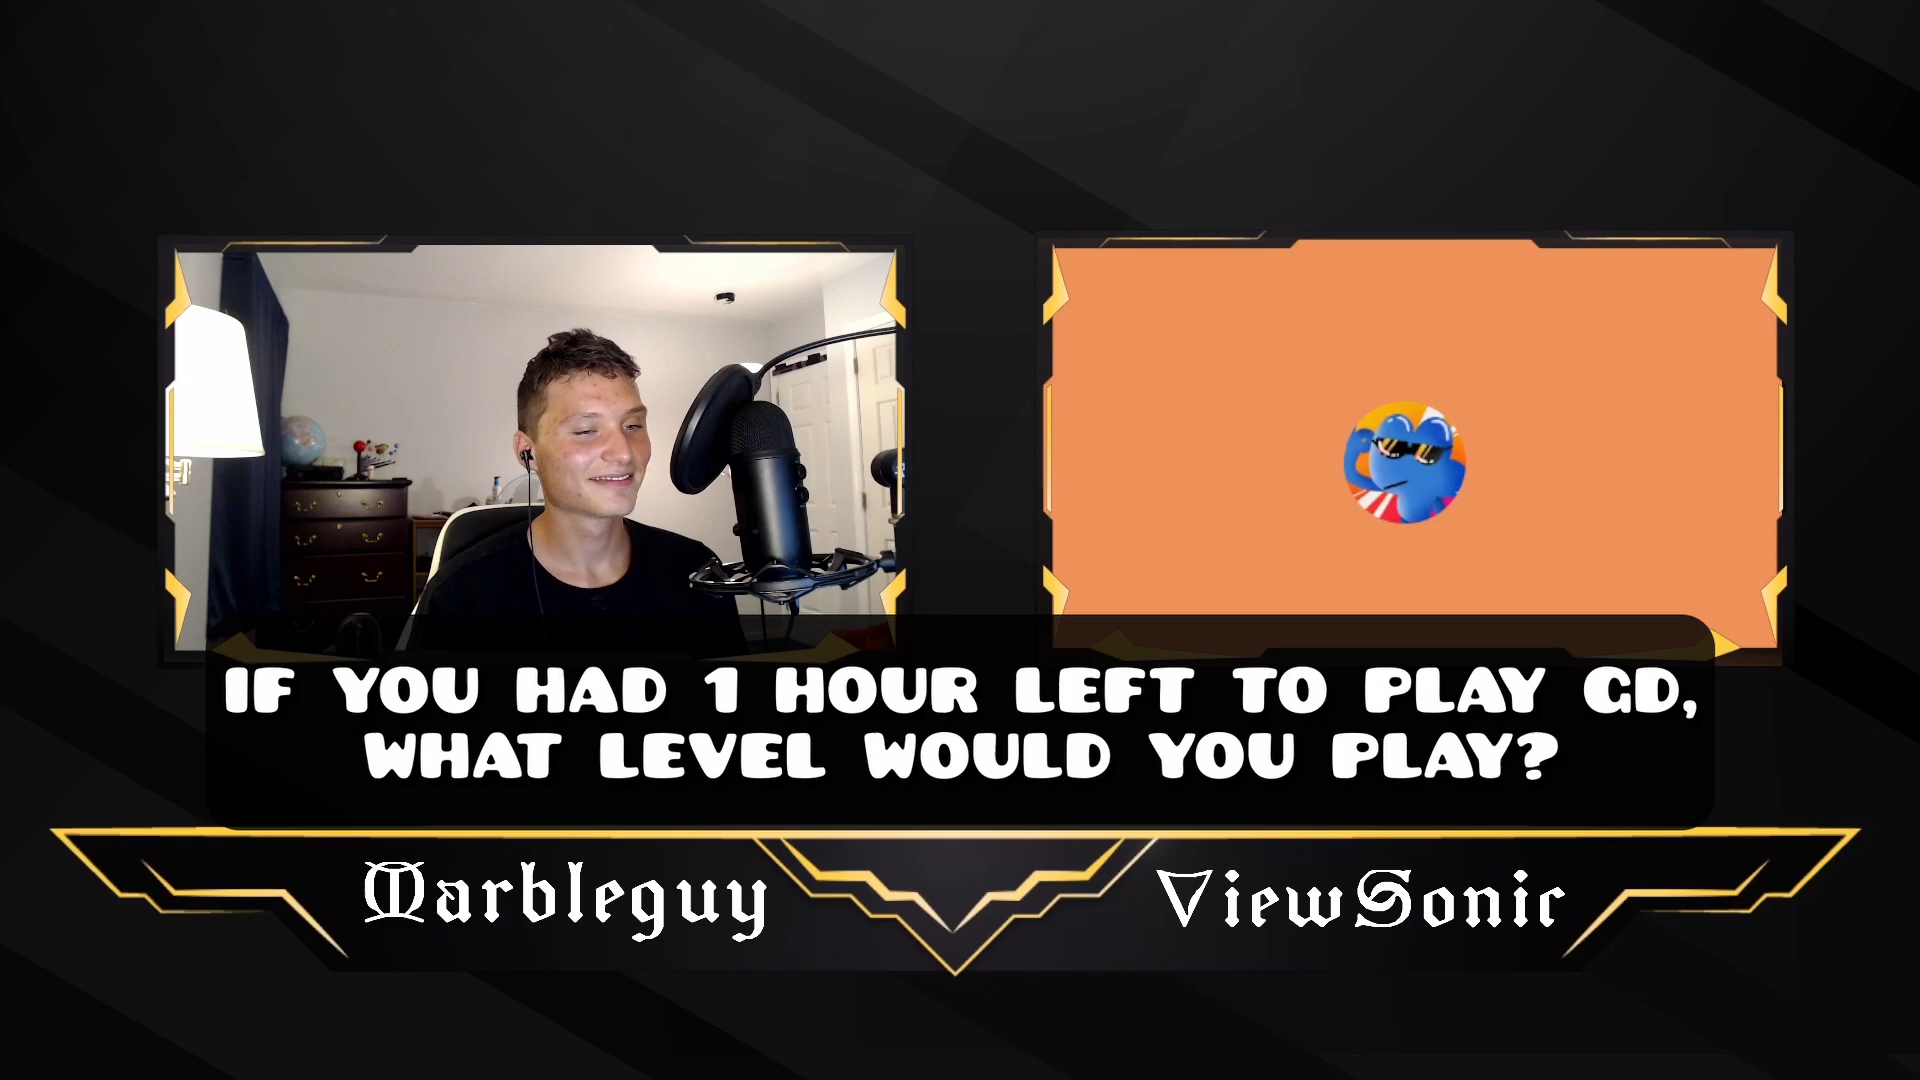 IF YOU HAD 1 HOUR LEFT TO PLAY GD,
WHAT LEVEL WOULD YOU PLAY?
Marbleguy
ViewSonic